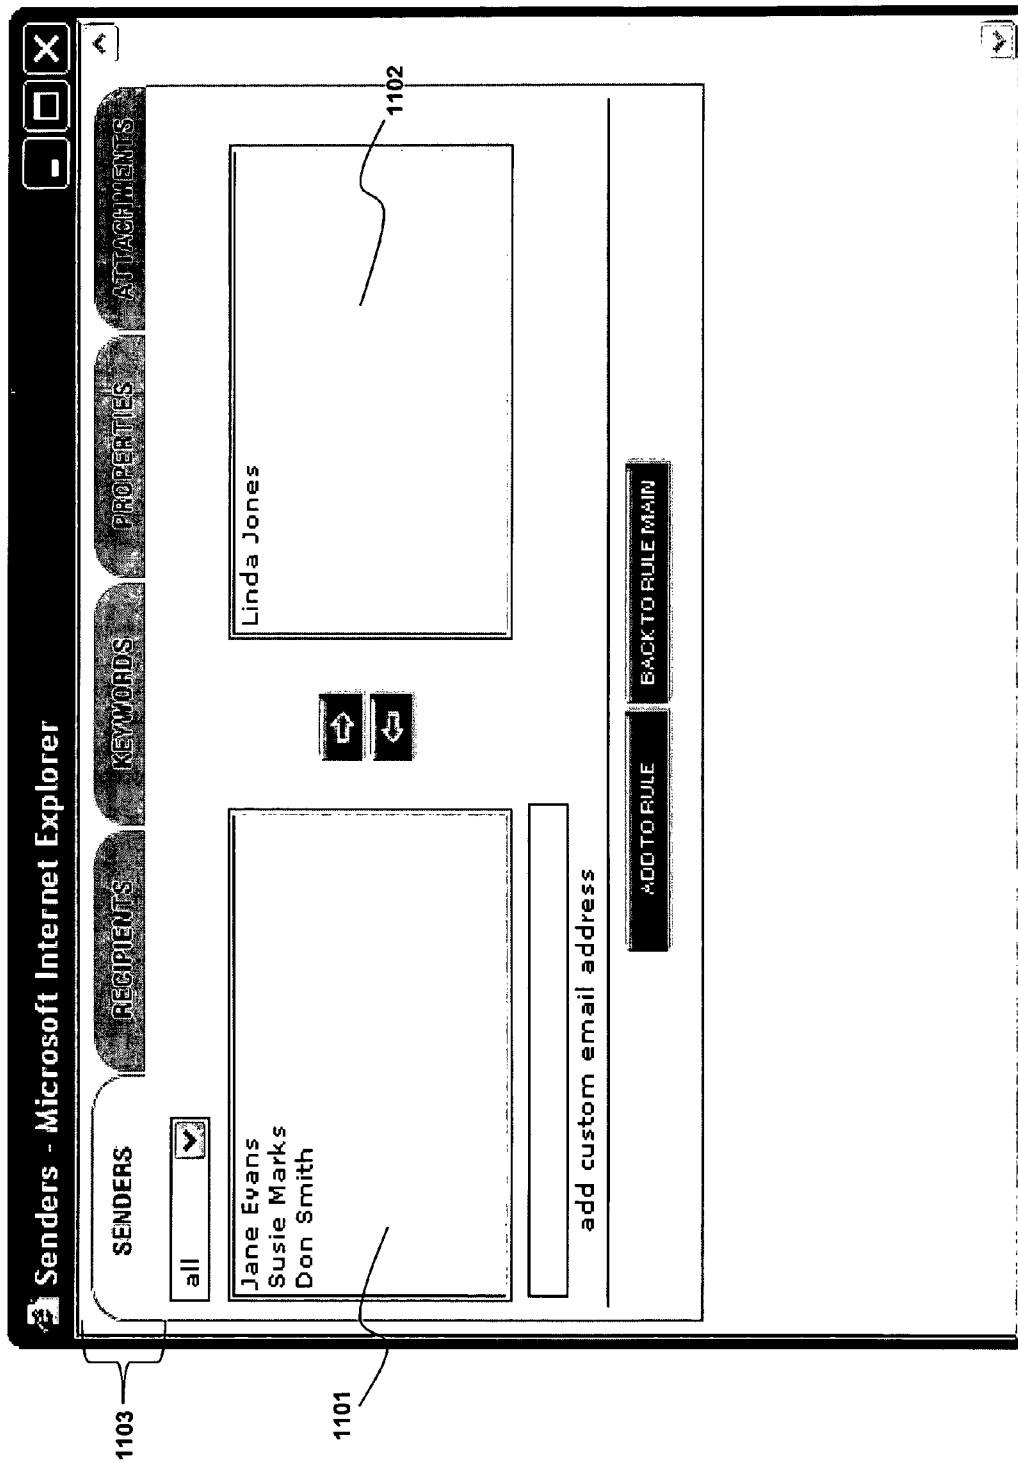 Senders - Microsoft Internet Explorer
SENDERS
RECIPIENTS
KEYWORDS
PROPERTIES
ATTACHMENTS
all
Jane Evans
Susie Marks
Don Smith
Linda Jones
add custom email address
ADD TO RULE
BACK TO RULE MAIN
1103
1101
1102